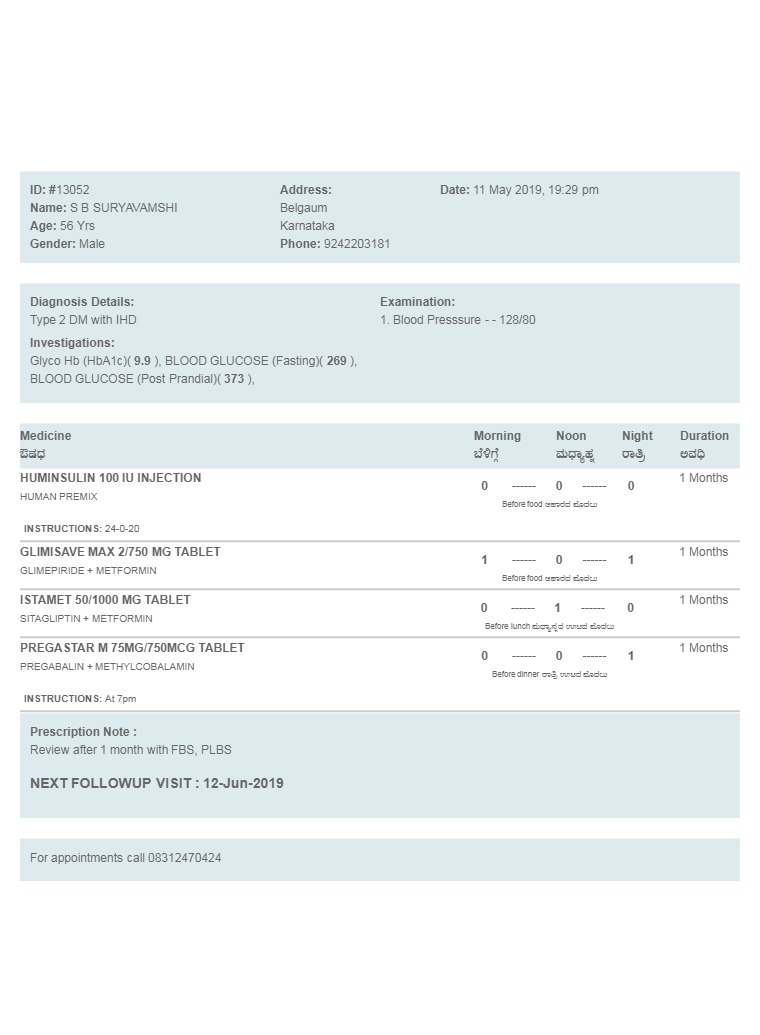 ID: #13052
Name: S B SURYAVAMSHI
Age: 56 Yrs
Gender: Male
Address:
Belgaum
Karnataka
Phone: 9242203181
Date: 11 May 2019, 19:29 pm
Diagnosis Details:
Type 2 DM with IHD
Investigations:
Glyco Hb (HbA1c)( 9.9 ), BLOOD GLUCOSE (Fasting)( 269 ),
BLOOD GLUCOSE (Post Prandial)( 373 ),
Examination:
1. Blood Presssure - - 128/80
Medicine Morning Noon Night Duration
ಔಷಧ ಬೆಳಿಗ್ಗೆ ಮಧ್ಯಾಹ್ನ ರಾತ್ರಿ ಅವಧಿ
HUMINSULIN 100 IU INJECTION 0 ------ 0 ------ 0 1 Months
HUMAN PREMIX
Before food ಆಹಾರದ ಮೊದಲು
INSTRUCTIONS: 24-0-20
GLIMISAVE MAX 2/750 MG TABLET 1 ------ 0 ------ 1 1 Months
GLIMEPIRIDE + METFORMIN
Before food ಆಹಾರದ ಮೊದಲು
ISTAMET 50/1000 MG TABLET 0 ------ 1 ------ 0 1 Months
SITAGLIPTIN + METFORMIN
Before lunch ಮಧ್ಯಾನ್ಹದ ಊಟದ ಮೊದಲು
PREGASTAR M 75MG/750MCG TABLET 0 ------ 0 ------ 1 1 Months
PREGABALIN + METHYLCOBALAMIN
Before dinner ರಾತ್ರಿ ಊಟದ ಮೊದಲು
INSTRUCTIONS: At 7pm
Prescription Note :
Review after 1 month with FBS, PLBS
NEXT FOLLOWUP VISIT : 12-Jun-2019
For appointments call 08312470424